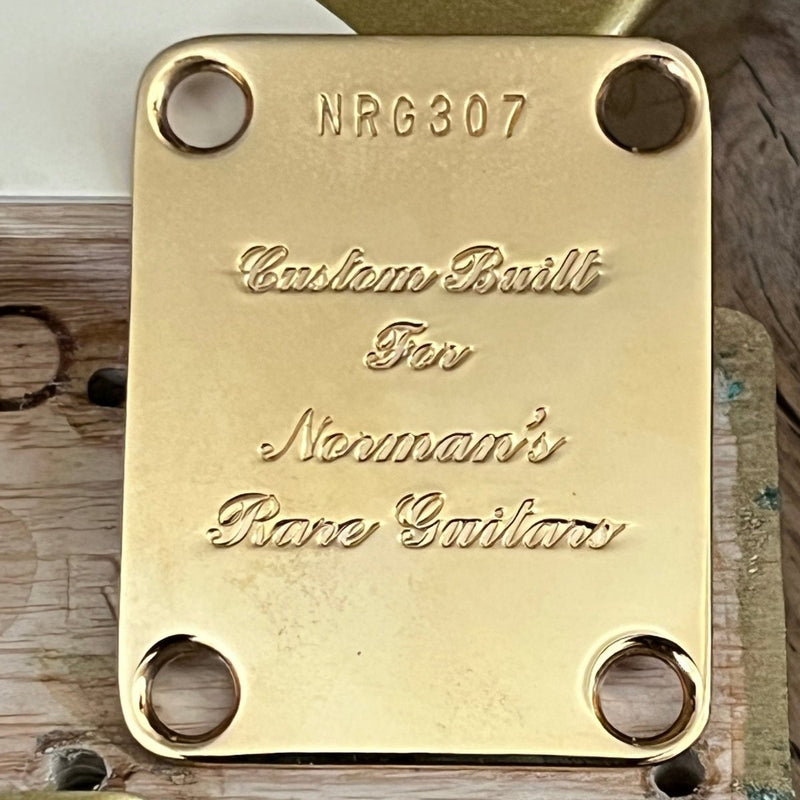 NRG307
Custom Built
For
Norman's
Rare Guitars